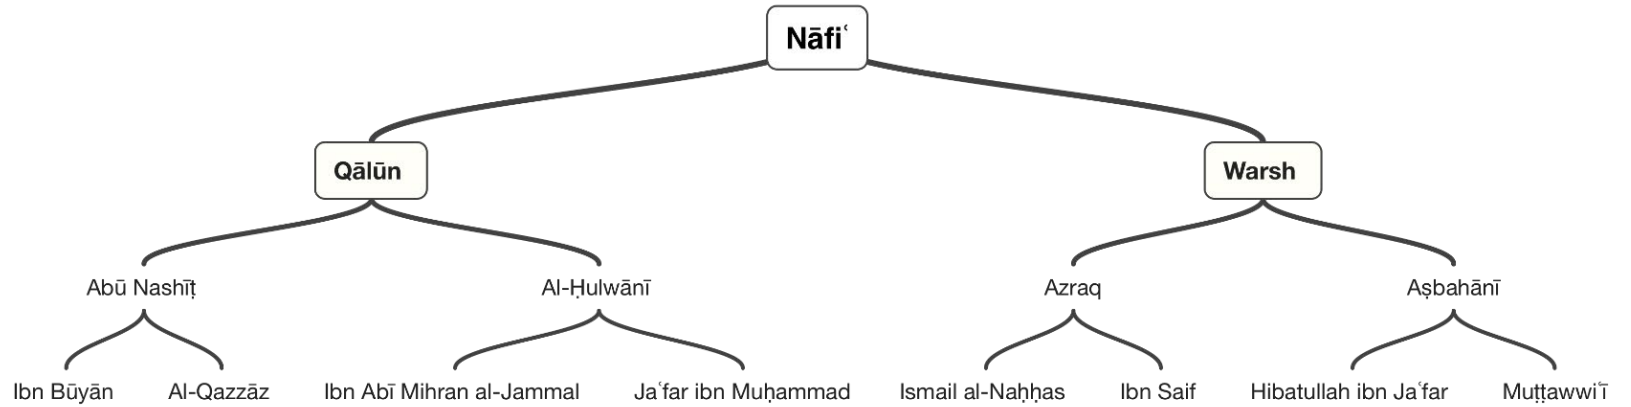 Nāfiʿ
Qālūn
Warsh
Abū Nashīṭ
Al-Ḥulwānī
Azraq
Aṣbahānī
Ibn Būyān
Al-Qazzāz
Ibn Abī Mihran al-Jammal
Jaʿfar ibn Muḥammad
Ismail al-Naḥḥas
Ibn Saif
Hibatullah ibn Jaʿfar
Muṭṭawwiʿī